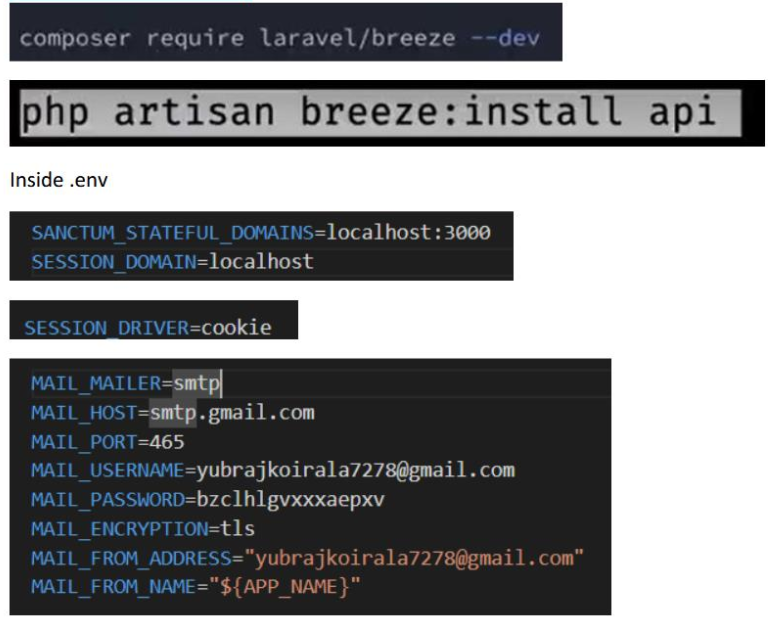 composer require laravel/breeze --dev
php artisan breeze:install api
Inside .env
SANCTUM_STATEFUL_DOMAINS=localhost:3000
SESSION_DOMAIN=localhost
SESSION_DRIVER=cookie
MAIL_MAILER=smtp
MAIL_HOST=smtp.gmail.com
MAIL_PORT=465
MAIL_USERNAME=yubrajkoirala7278@gmail.com
MAIL_PASSWORD=bzclhlgvxxxaepxv
MAIL_ENCRYPTION=tls
MAIL_FROM_ADDRESS="yubrajkoirala7278@gmail.com"
MAIL_FROM_NAME="${APP_NAME}"